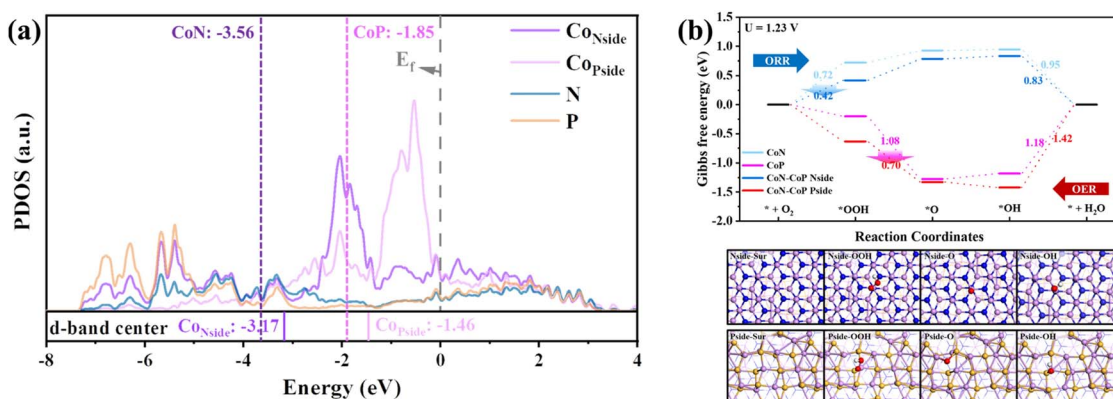 (a)
CoN: -3.56
CoP: -1.85
Co_Nside
E_f
Co_Pside
N
P
PDOS (a.u.)
d-band center
Co_Nside: -3.17
Co_Pside: -1.46
-8 -6 -4 -2 0 2 4
Energy (eV)
(b)
U = 1.23 V
1.5
1.0
0.5
0.0
-0.5
-1.0
-1.5
-2.0
Gibbs free energy (eV)
ORR
0.72
0.42
0.95
0.83
1.08
0.70
1.18
1.42
CoN
CoP
CoN-CoP Nside
CoN-CoP Pside
OER
* + O₂ *OOH *O *OH * + H₂O
Reaction Coordinates
Nside-Sur Nside-OOH Nside-O Nside-OH
Pside-Sur Pside-OOH Pside-O Pside-OH